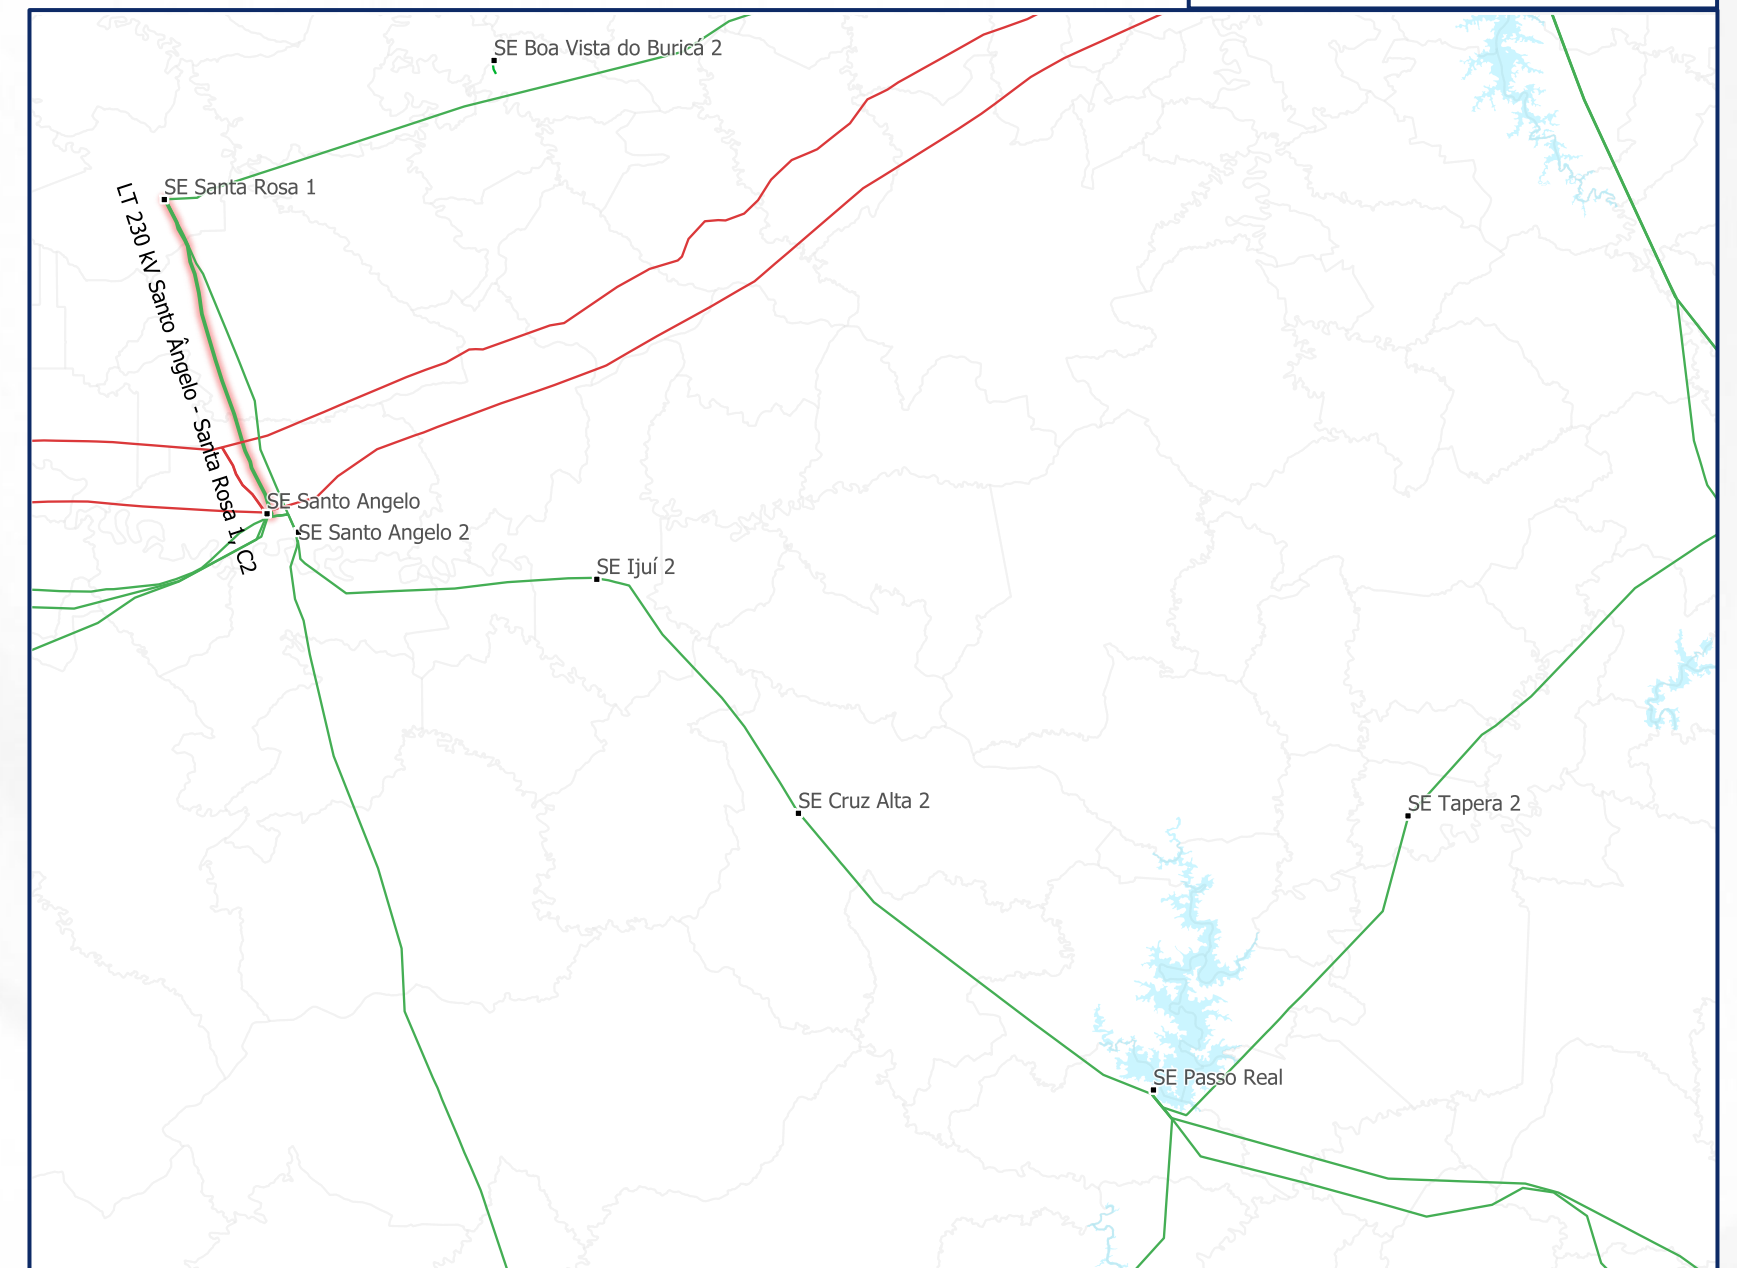 SE Boa Vista do Buricá 2
SE Santa Rosa 1
LT 230 kV Santo Ângelo - Santa Rosa 1, C2
SE Santo Angelo
SE Santo Angelo 2
SE Ijuí 2
SE Cruz Alta 2
SE Tapera 2
SE Passo Real